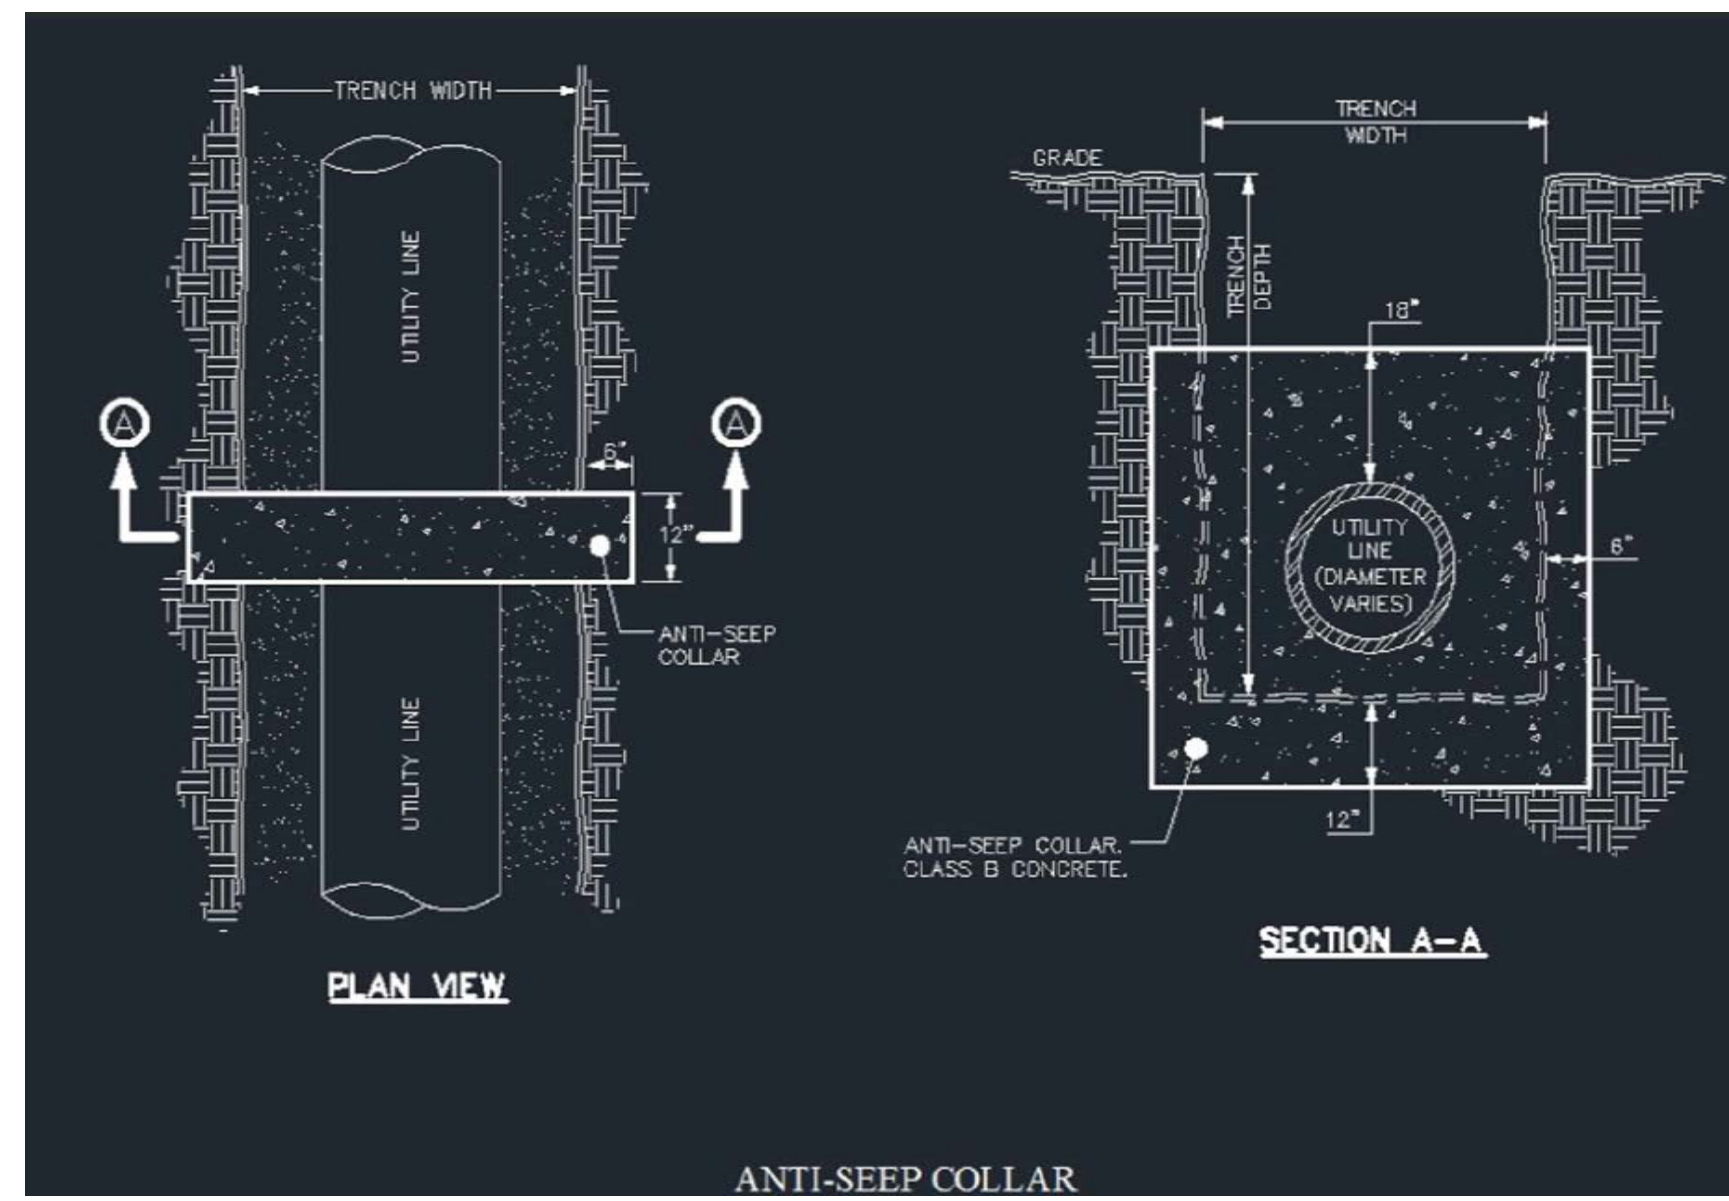 TRENCH WIDTH
UTILITY LINE
A
A
6"
12"
ANTI-SEEP
COLLAR
UTILITY LINE
PLAN VIEW
TRENCH
WIDTH
GRADE
TRENCH
DEPTH
18"
UTILITY
LINE
(DIAMETER
VARIES)
6"
12"
ANTI-SEEP COLLAR.
CLASS B CONCRETE.
SECTION A-A
ANTI-SEEP COLLAR